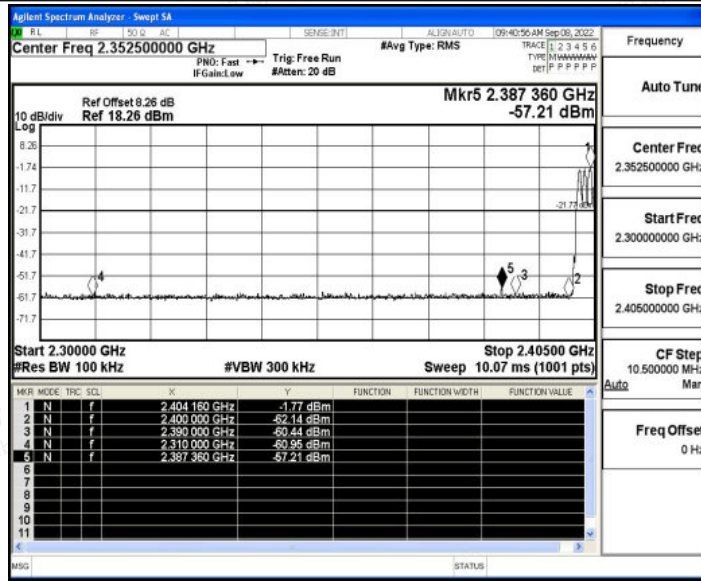 Agilent Spectrum Analyzer - Swept SA
RL RF 50 Ω AC SENSE:INT ALIGN AUTO 09:40:56 AM Sep 08, 2022
Center Freq 2.352500000 GHz #Avg Type: RMS TRACE 1 2 3 4 5 6
PNO: Fast Trig: Free Run TYPE MWWWWW
IFGain:Low #Atten: 20 dB DET P P P P P P
Mkr5 2.387 360 GHz
-57.21 dBm
Ref Offset 8.26 dB
10 dB/div Ref 18.26 dBm
Log
8.26
-1.74
-11.7
-21.7
-31.7
-41.7
-51.7
-61.7
-71.7
1
-21.77 dBm
4
5
3
2
Start 2.30000 GHz Stop 2.40500 GHz
#Res BW 100 kHz #VBW 300 kHz Sweep 10.07 ms (1001 pts)
MKR MODE TRC SCL X Y FUNCTION FUNCTION WIDTH FUNCTION VALUE
1 N f 2.404 160 GHz -1.77 dBm
2 N f 2.400 000 GHz -62.14 dBm
3 N f 2.390 000 GHz -60.44 dBm
4 N f 2.310 000 GHz -60.95 dBm
5 N f 2.387 360 GHz -57.21 dBm
6
7
8
9
10
11
MSG STATUS
Frequency
Auto Tune
Center Freq
2.352500000 GHz
Start Freq
2.300000000 GHz
Stop Freq
2.405000000 GHz
CF Step
10.500000 MHz
Auto Man
Freq Offset
0 Hz